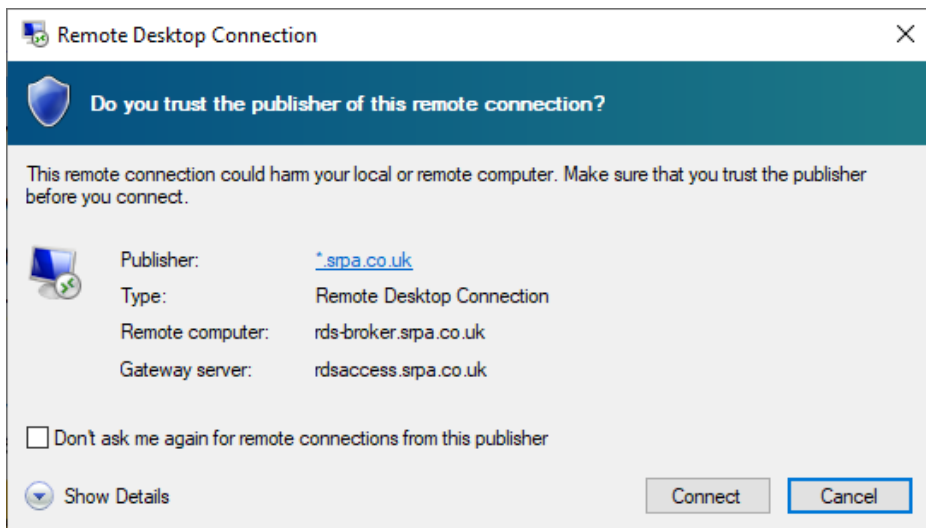 Remote Desktop Connection
Do you trust the publisher of this remote connection?
This remote connection could harm your local or remote computer. Make sure that you trust the publisher
before you connect.
Publisher: *.srpa.co.uk
Type: Remote Desktop Connection
Remote computer: rds-broker.srpa.co.uk
Gateway server: rdsaccess.srpa.co.uk
Don't ask me again for remote connections from this publisher
Show Details Connect Cancel